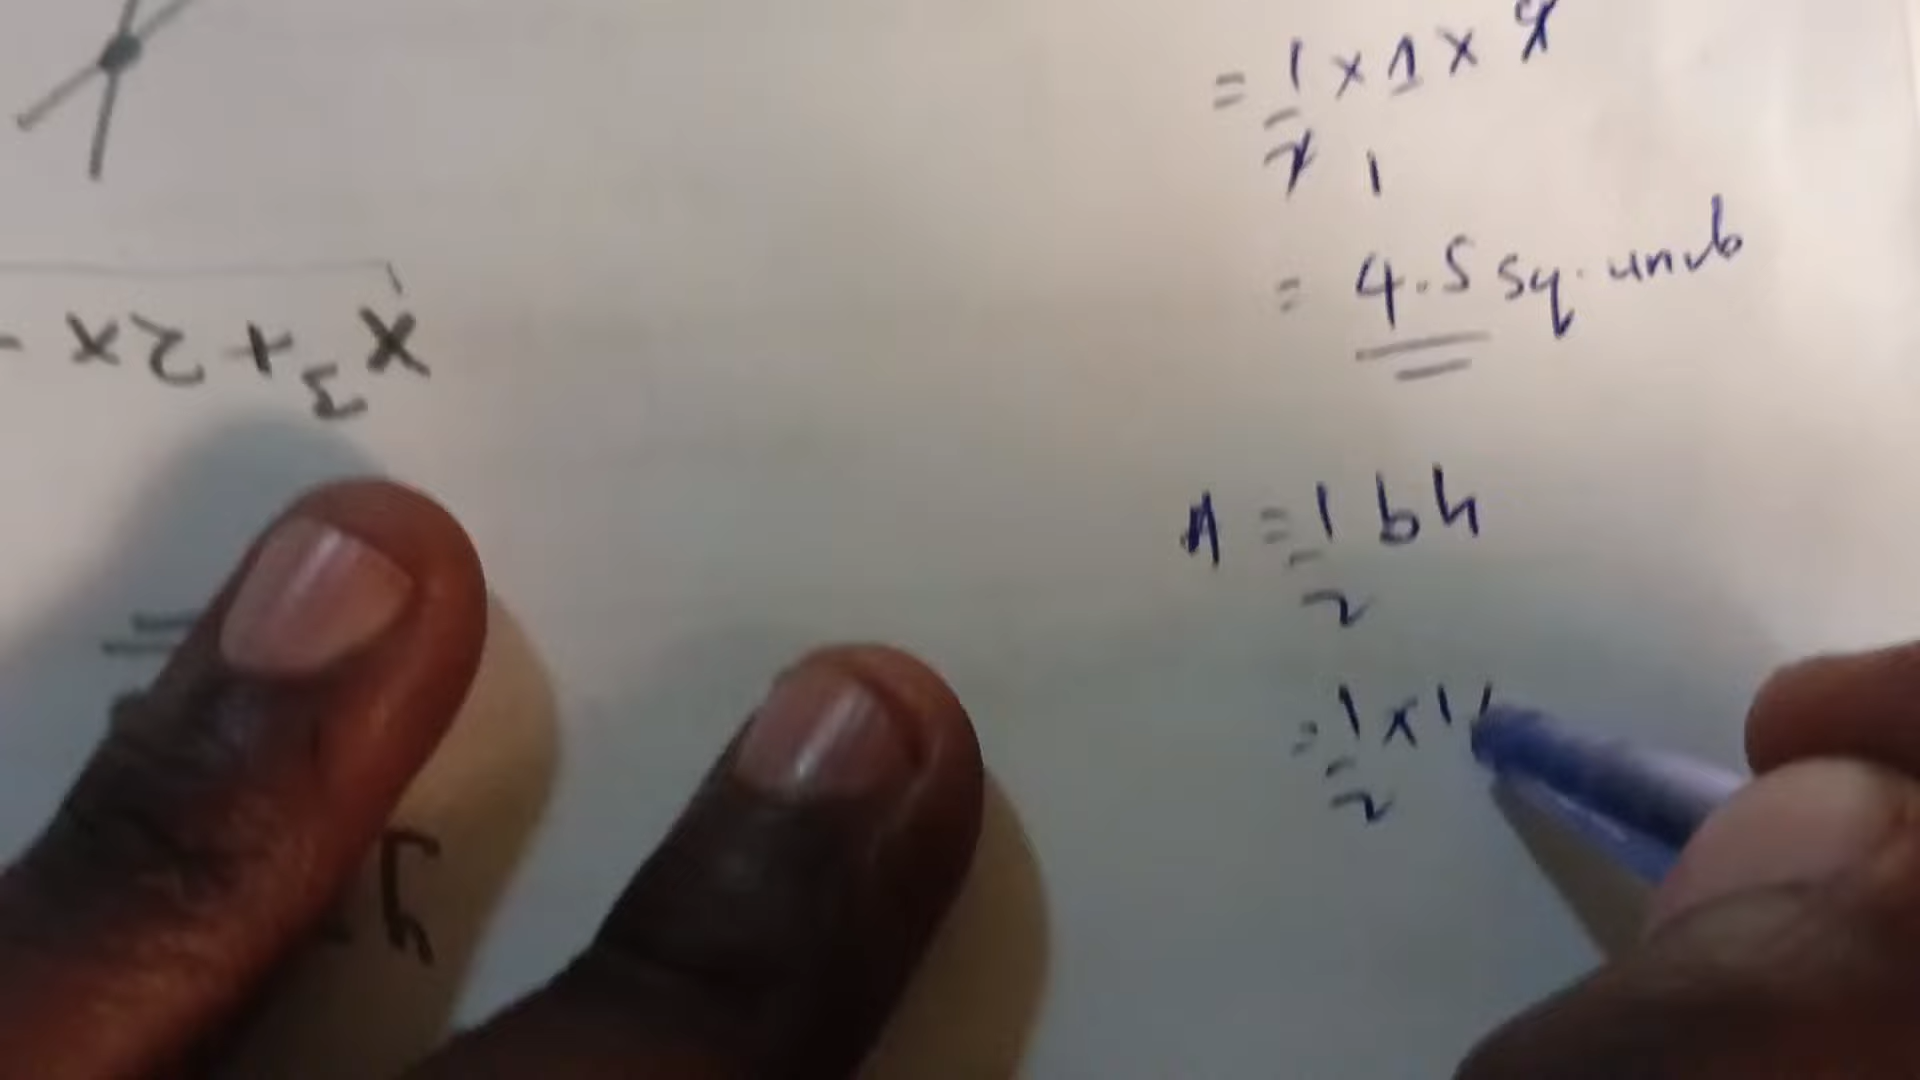 = 1/2 × 1 × 9
1
= 4.5 sq. units
A = 1/2 bh
= 1/2 × 1
x³ + 2x -
=